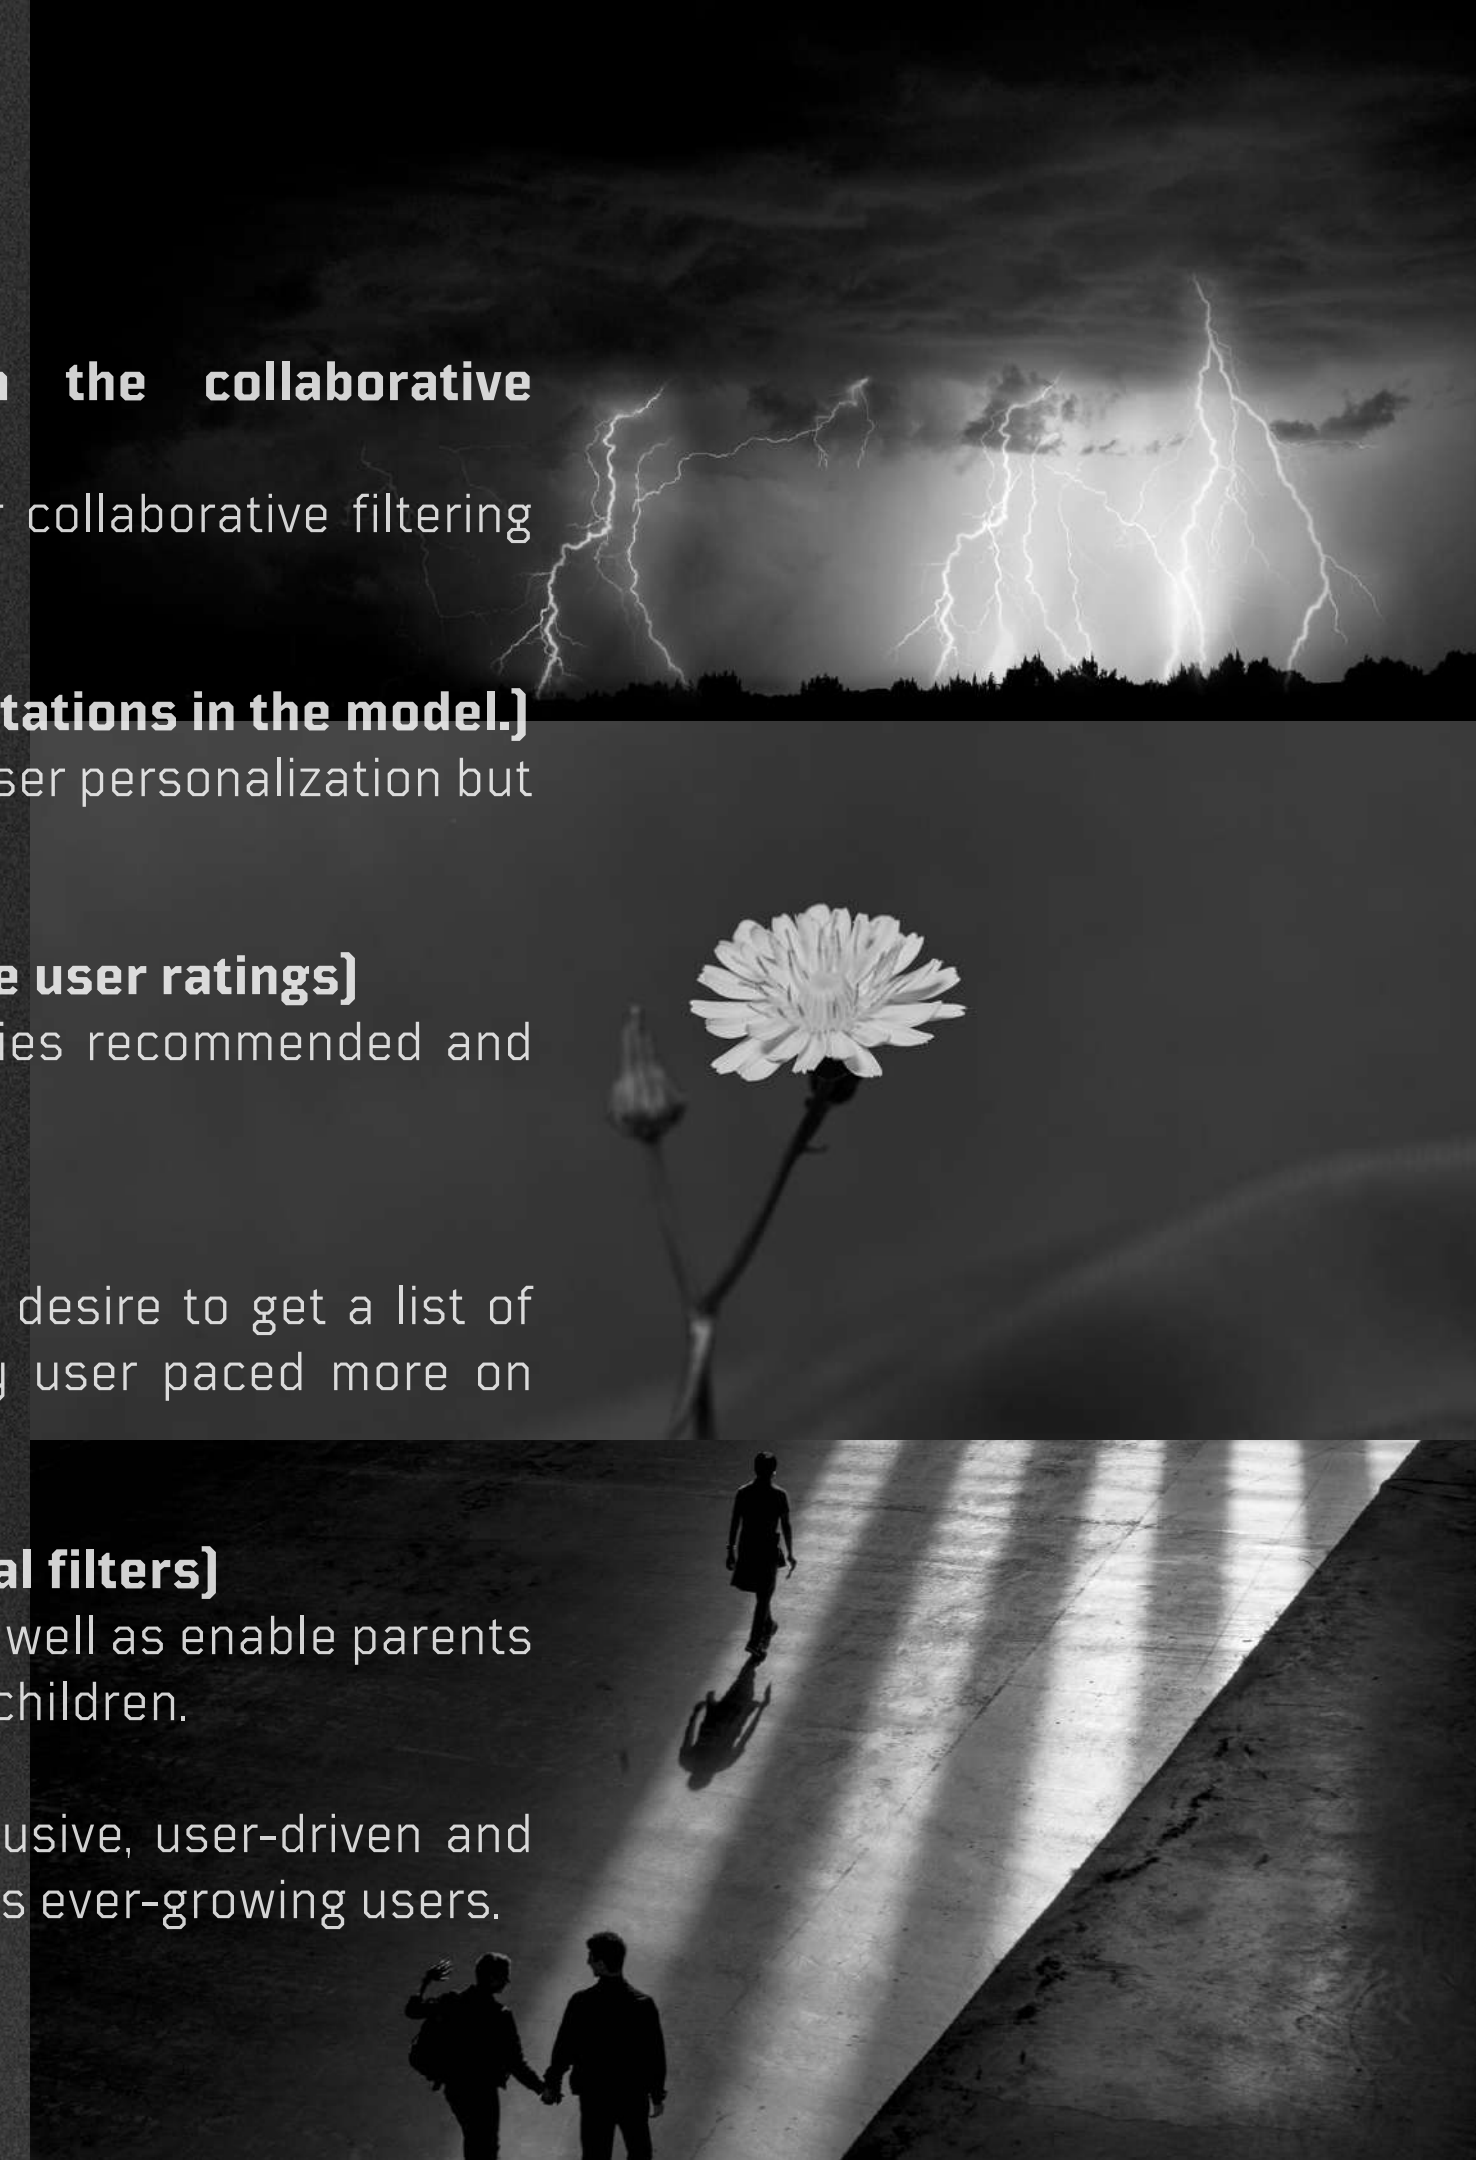 the collaborative
collaborative filtering
tations in the model.)
ser personalization but
e user ratings)
ies recommended and
desire to get a list of
user paced more on
al filters)
well as enable parents
children.
usive, user-driven and
s ever-growing users.